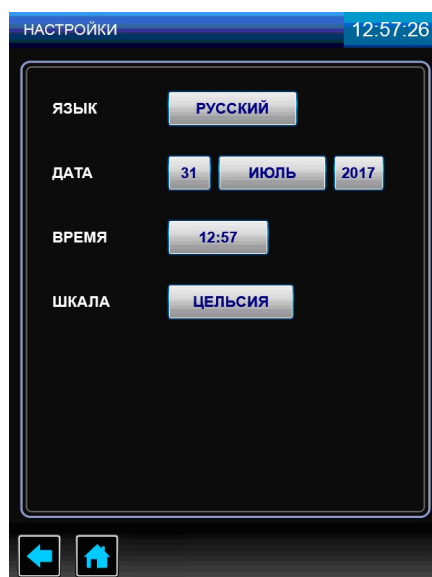 НАСТРОЙКИ 12:57:26
ЯЗЫК РУССКИЙ
ДАТА 31 ИЮЛЬ 2017
ВРЕМЯ 12:57
ШКАЛА ЦЕЛЬСИЯ